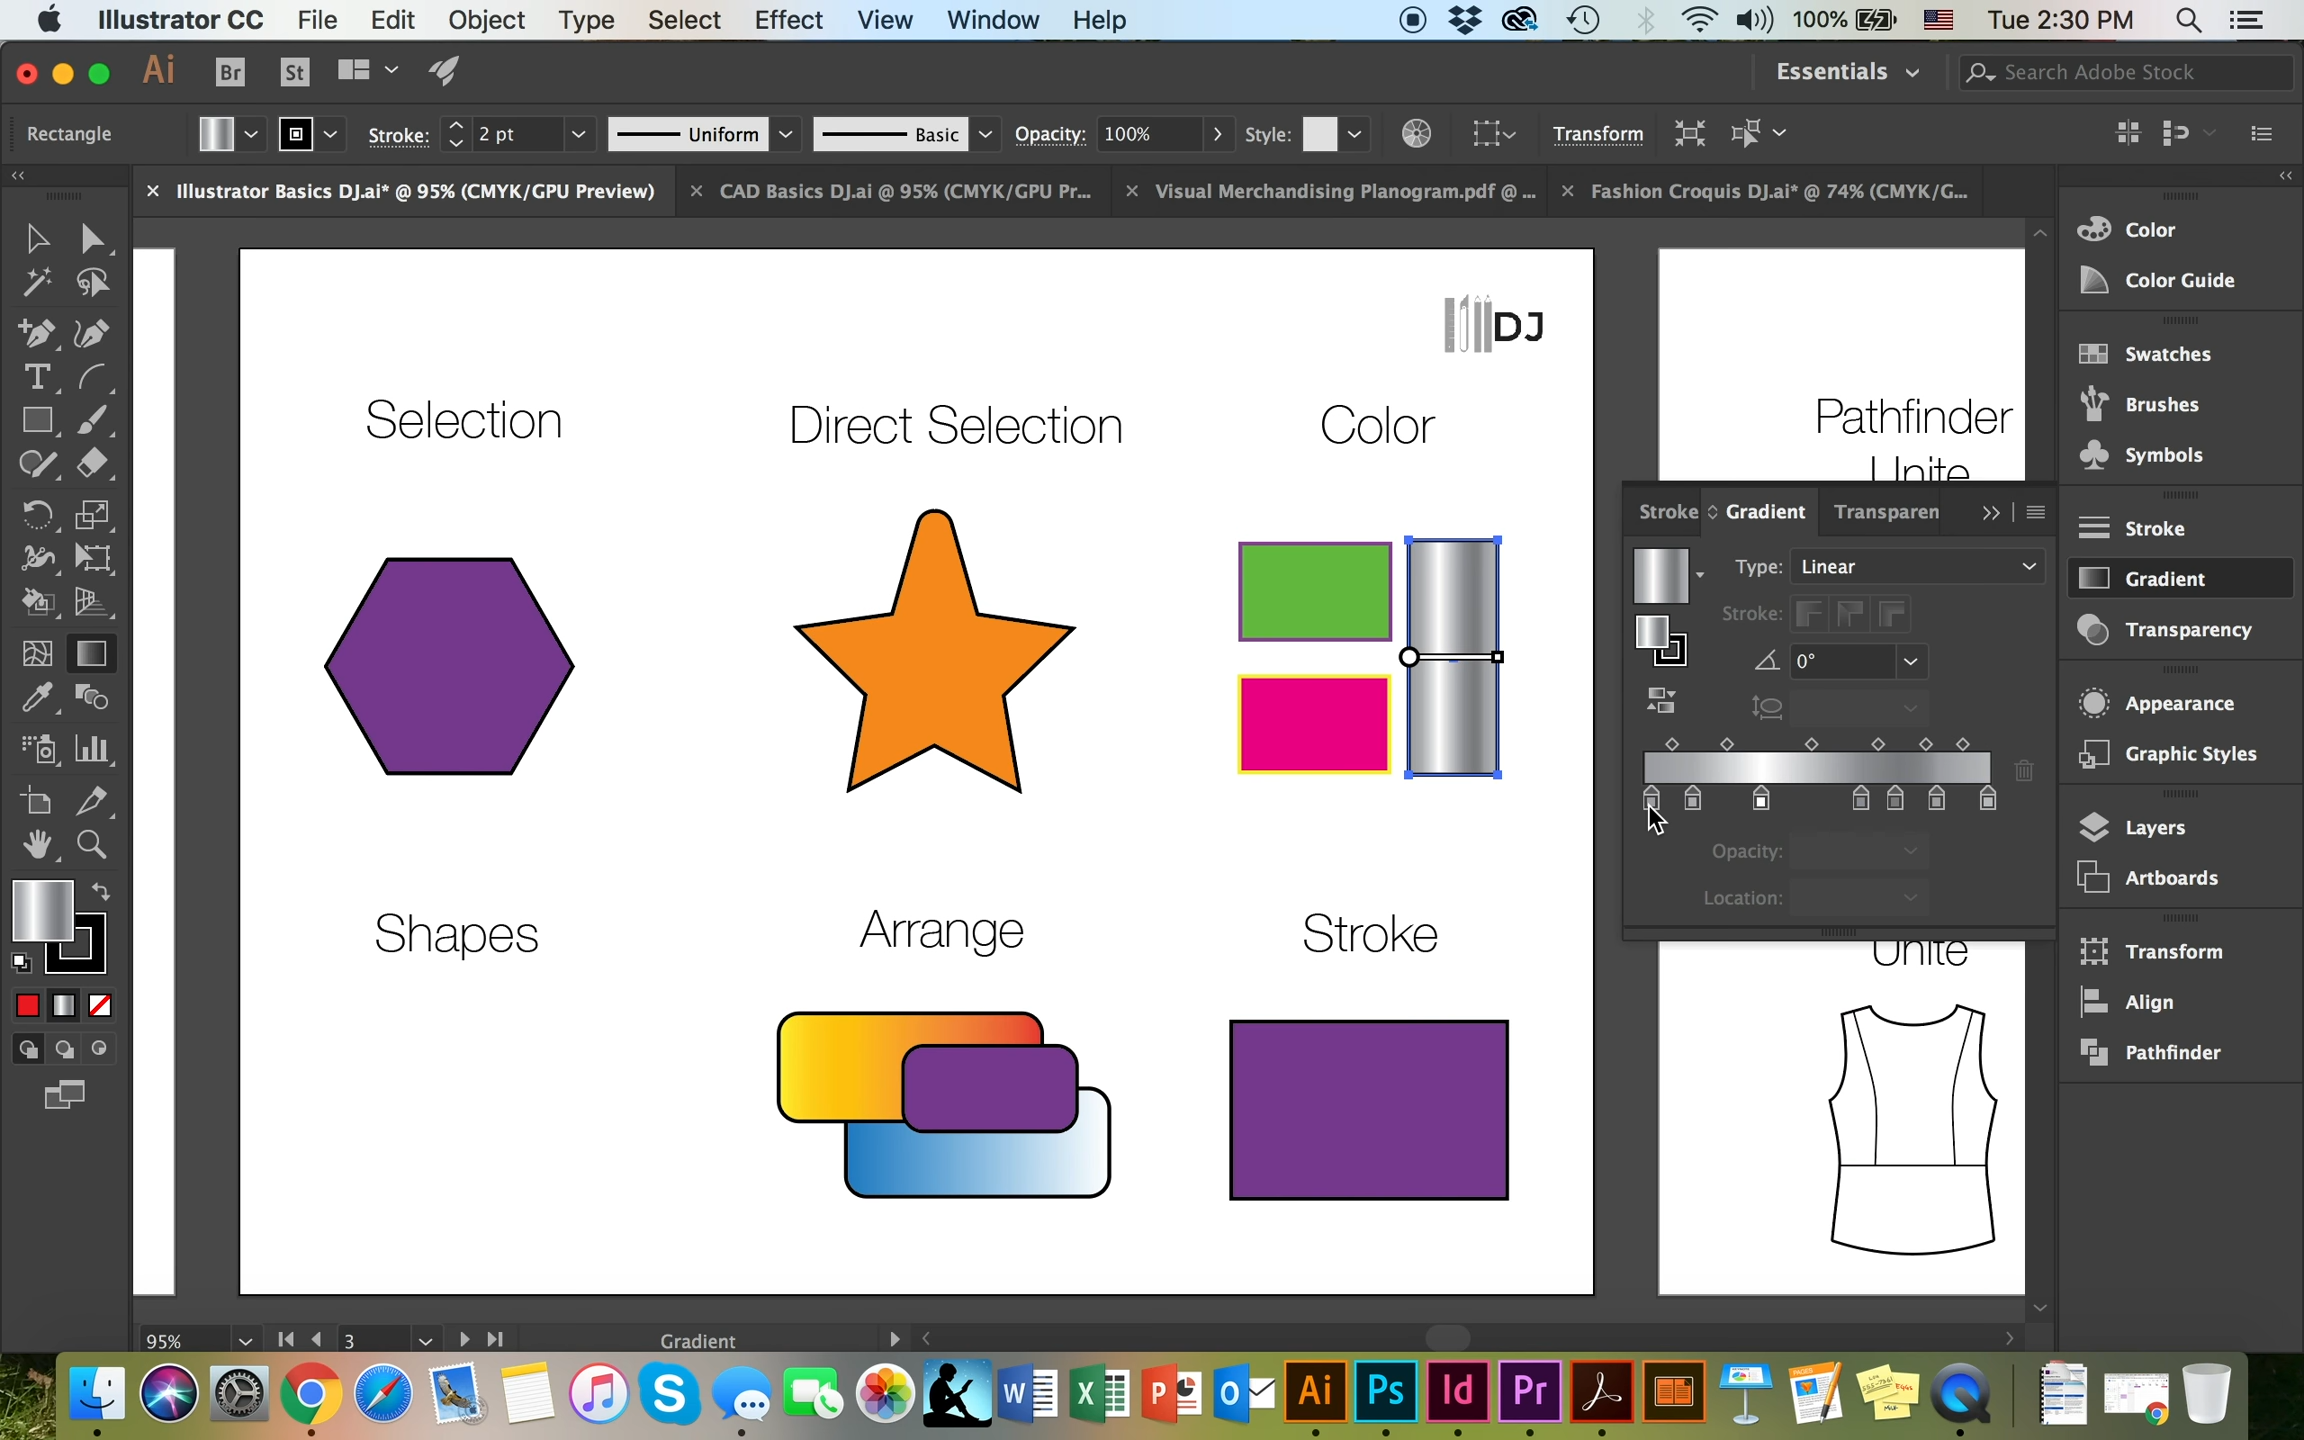 Illustrator CC File Edit Object Type Select Effect View Window Help 100% Tue 2:30 PM
Ai Br St Essentials Search Adobe Stock
Rectangle Stroke: 2 pt Uniform Basic Opacity: 100% Style: Transform
Illustrator Basics DJ.ai* @ 95% (CMYK/GPU Preview) CAD Basics DJ.ai @ 95% (CMYK/GPU Pr... Visual Merchandising Planogram.pdf @ ... Fashion Croquis DJ.ai* @ 74% (CMYK/G...
Color
Color Guide
Swatches
Brushes
Symbols
Stroke
Gradient
Transparency
Appearance
Graphic Styles
Layers
Artboards
Transform
Align
Pathfinder
DJ
Selection Direct Selection Color
Pathfinder
Unite
Stroke Gradient Transparen
Type: Linear
Stroke:
0°
Opacity:
Location:
Shapes Arrange Stroke
Unite
95% 3 Gradient
W X P O Ai Ps Id Pr